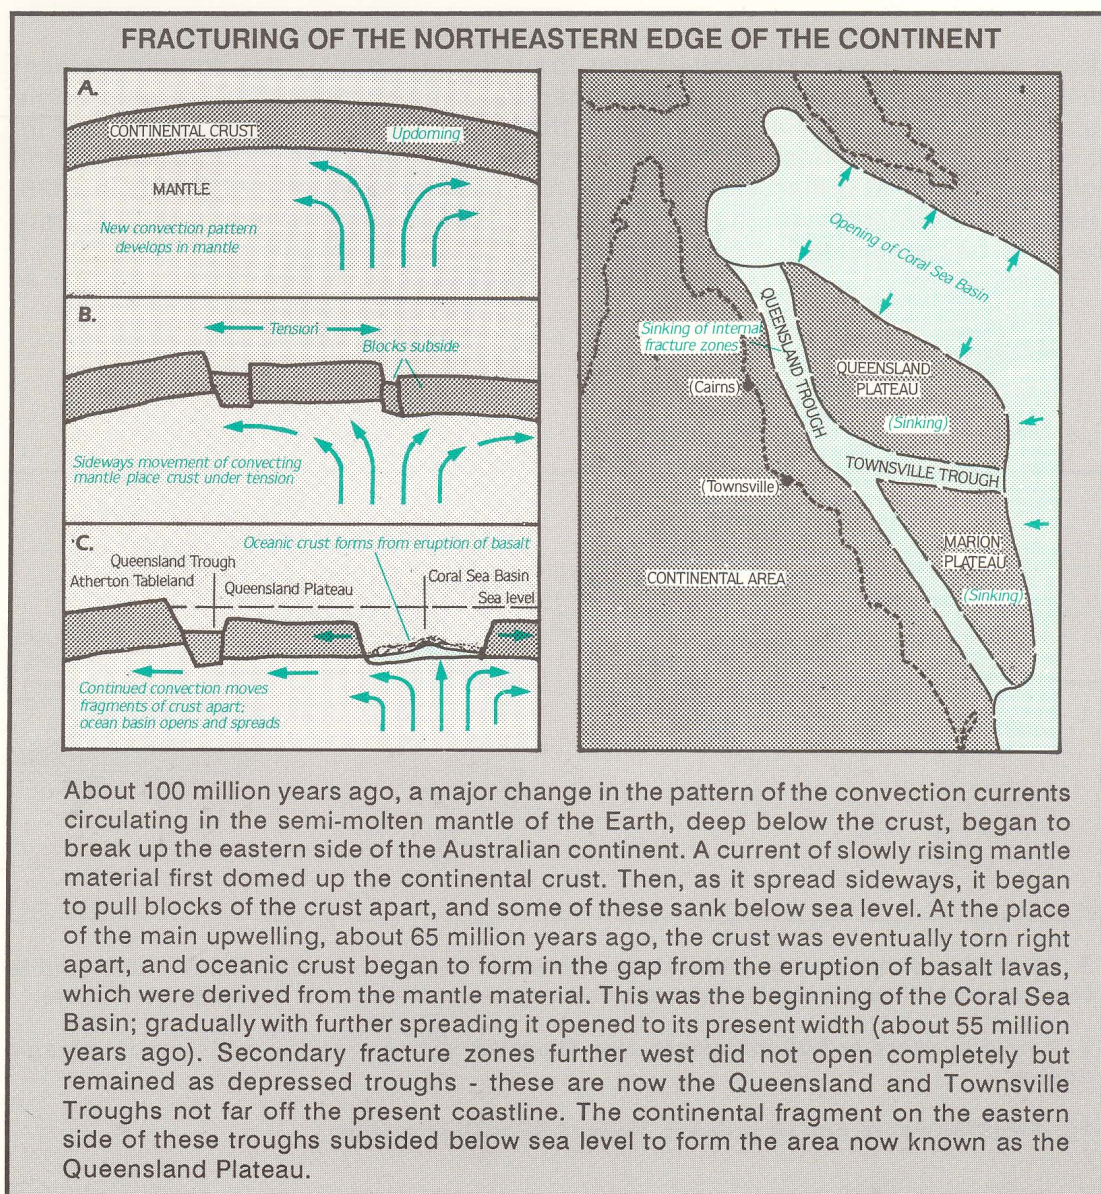 FRACTURING OF THE NORTHEASTERN EDGE OF THE CONTINENT
A.
CONTINENTAL CRUST
Updoming
MANTLE
New convection pattern
develops in mantle
B.
Tension
Blocks subside
Sideways movement of convecting
mantle place crust under tension
C.
Oceanic crust forms from eruption of basalt
Queensland Trough
Atherton Tableland
Queensland Plateau
Coral Sea Basin
Sea level
Continued convection moves
fragments of crust apart;
ocean basin opens and spreads
Opening of Coral Sea Basin
QUEENSLAND TROUGH
Sinking of internal
fracture zones
(Cairns)
QUEENSLAND
PLATEAU
(Sinking)
TOWNSVILLE TROUGH
(Townsville)
MARION
PLATEAU
(Sinking)
CONTINENTAL AREA
About 100 million years ago, a major change in the pattern of the convection currents
circulating in the semi-molten mantle of the Earth, deep below the crust, began to
break up the eastern side of the Australian continent. A current of slowly rising mantle
material first domed up the continental crust. Then, as it spread sideways, it began
to pull blocks of the crust apart, and some of these sank below sea level. At the place
of the main upwelling, about 65 million years ago, the crust was eventually torn right
apart, and oceanic crust began to form in the gap from the eruption of basalt lavas,
which were derived from the mantle material. This was the beginning of the Coral Sea
Basin; gradually with further spreading it opened to its present width (about 55 million
years ago). Secondary fracture zones further west did not open completely but
remained as depressed troughs - these are now the Queensland and Townsville
Troughs not far off the present coastline. The continental fragment on the eastern
side of these troughs subsided below sea level to form the area now known as the
Queensland Plateau.